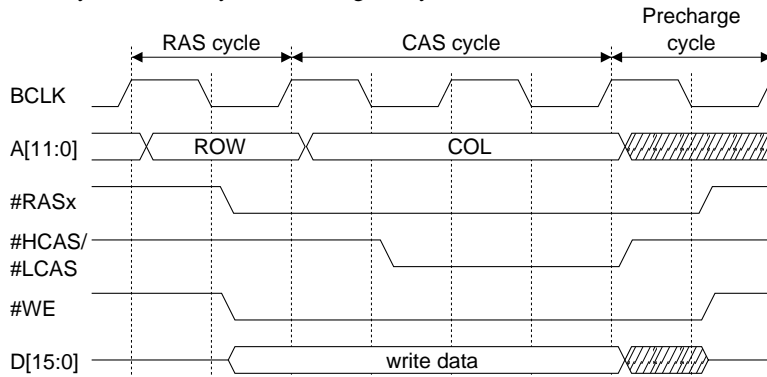 Precharge
RAS cycle CAS cycle cycle
BCLK
A[11:0] ROW COL
#RASx
#HCAS/
#LCAS
#WE
D[15:0] write data